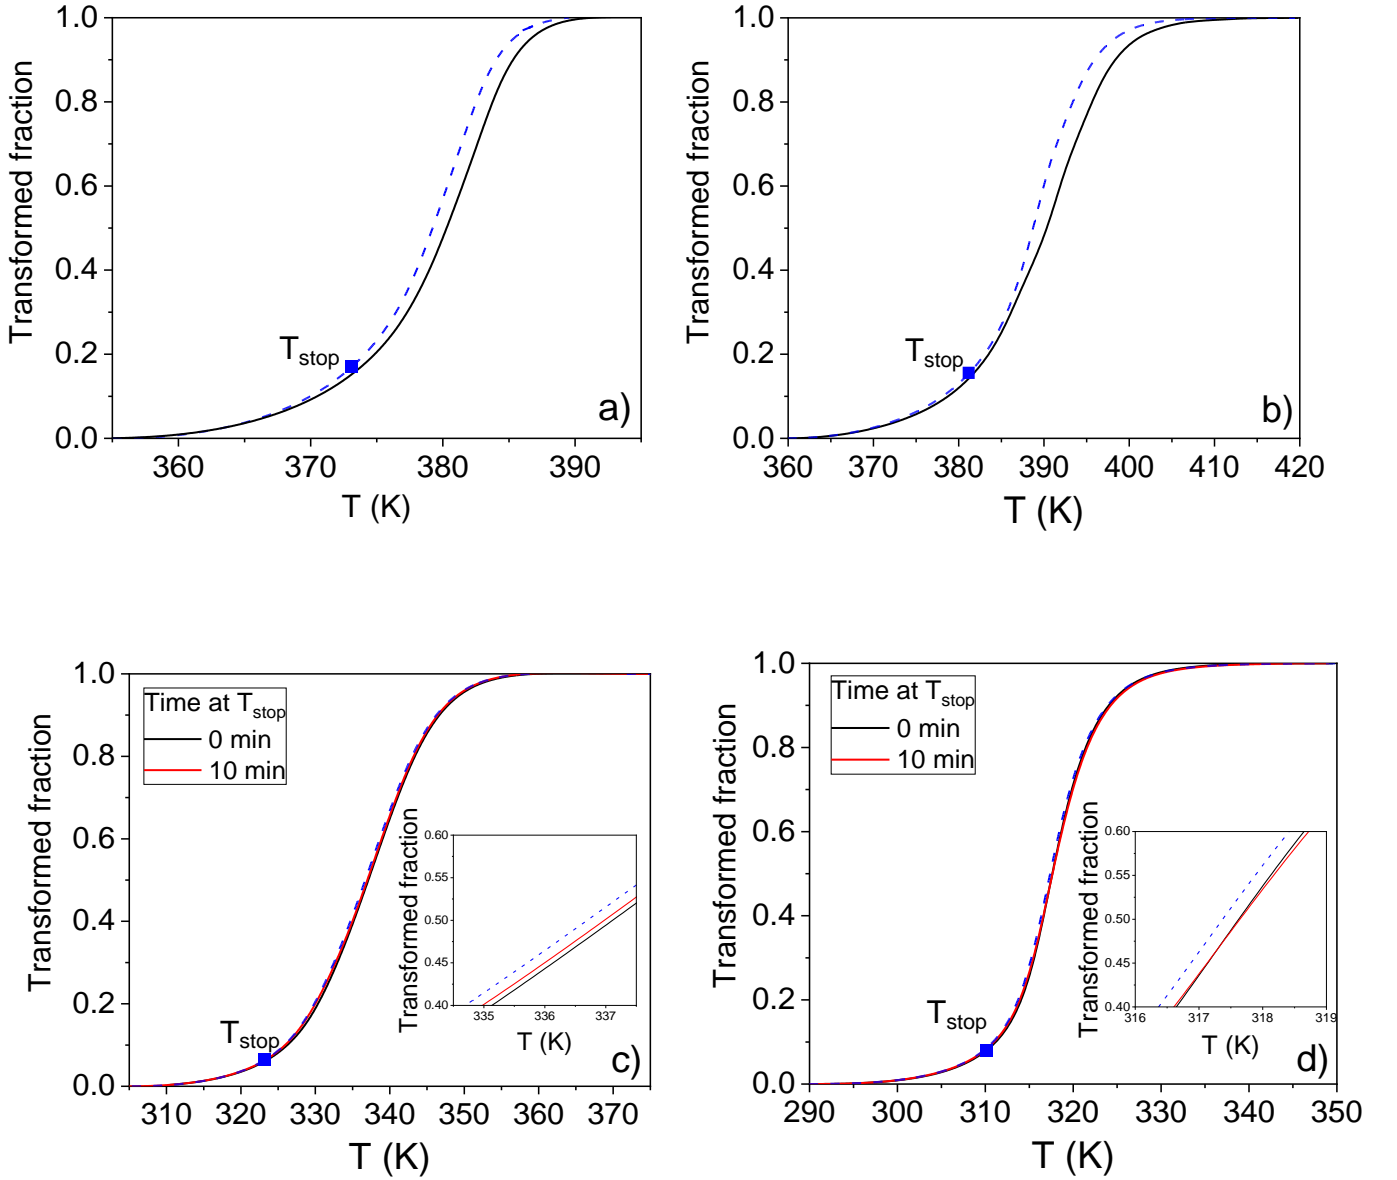 1.0
0.8
0.6
0.4
0.2
0.0
Transformed fraction
Tstop
a)
360 370 380 390
T (K)
1.0
0.8
0.6
0.4
0.2
0.0
Transformed fraction
Tstop
b)
360 370 380 390 400 410 420
T (K)
1.0
0.8
0.6
0.4
0.2
0.0
Transformed fraction
Time at Tstop
0 min
10 min
Tstop
0.60
0.55
0.50
0.45
0.40
Transformed fraction
335 336 337
T (K)
c)
310 320 330 340 350 360 370
T (K)
1.0
0.8
0.6
0.4
0.2
0.0
Transformed fraction
Time at Tstop
0 min
10 min
Tstop
0.60
0.55
0.50
0.45
0.40
Transformed fraction
316 317 318 319
T (K)
d)
290 300 310 320 330 340 350
T (K)